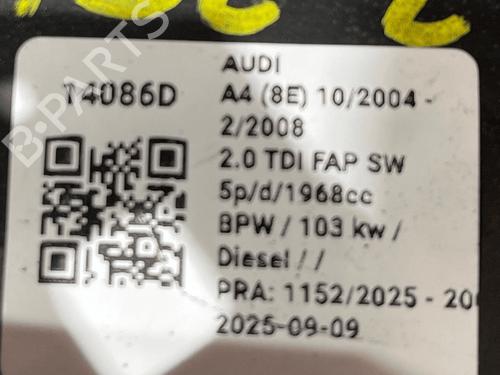 AUDI
T4086D
A4 (8E) 10/2004 -
2/2008
2.0 TDI FAP SW
5p/d/1968cc
BPW / 103 kw /
Diesel / /
PRA: 1152/2025 - 20
2025-09-09
B-PARTS